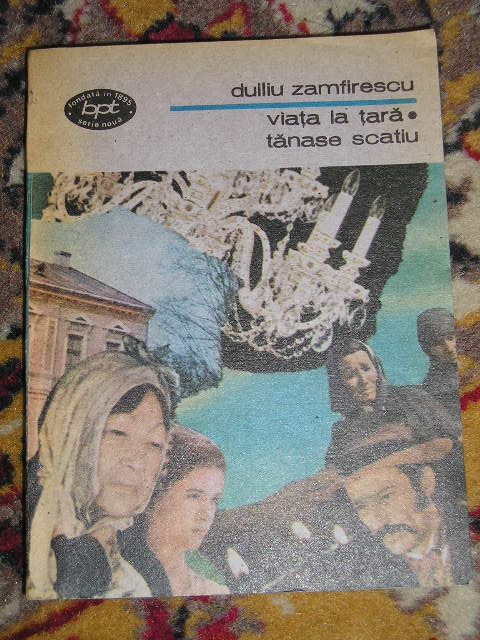 fondată în 1895
bpt
serie nouă
duiliu zamfirescu
viața la țară •
tănase scatiu